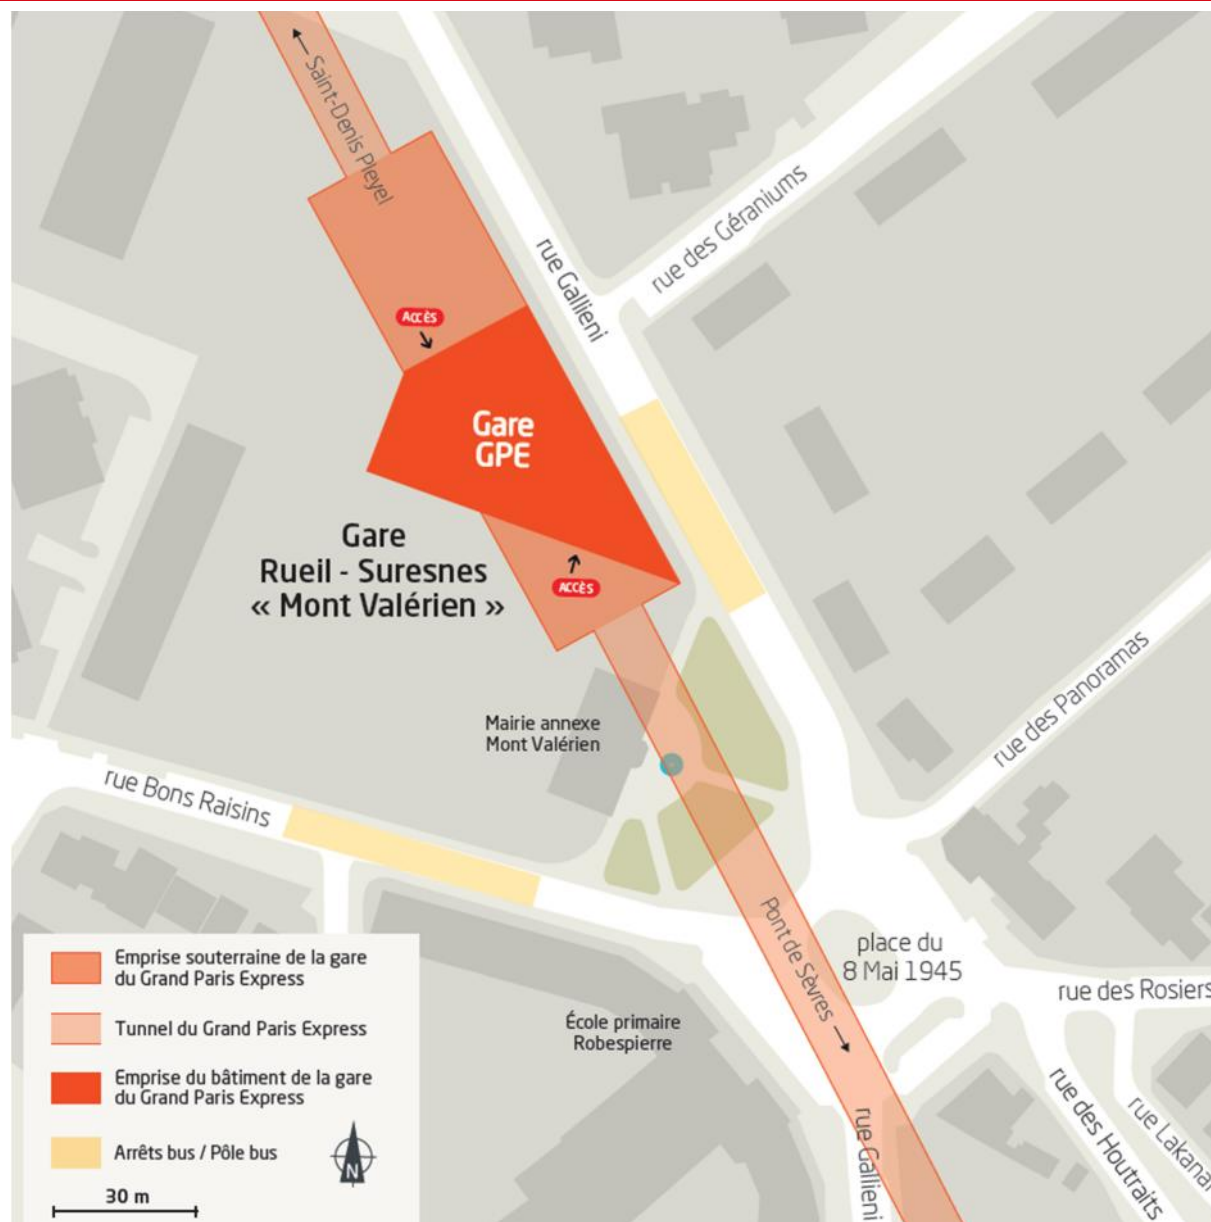 Saint-Denis Pleyel
rue des Géraniums
rue Gallieni
ACCÈS
Gare
GPE
Gare
Rueil - Suresnes
« Mont Valérien »
ACCÈS
rue des Panoramas
Mairie annexe
Mont Valérien
rue Bons Raisins
Pont de Sèvres
place du
8 Mai 1945
rue des Rosiers
École primaire
Robespierre
rue Gallieni
rue des Houtraits
rue Lakanal
Emprise souterraine de la gare
du Grand Paris Express
Tunnel du Grand Paris Express
Emprise du bâtiment de la gare
du Grand Paris Express
Arrêts bus / Pôle bus
N
30 m